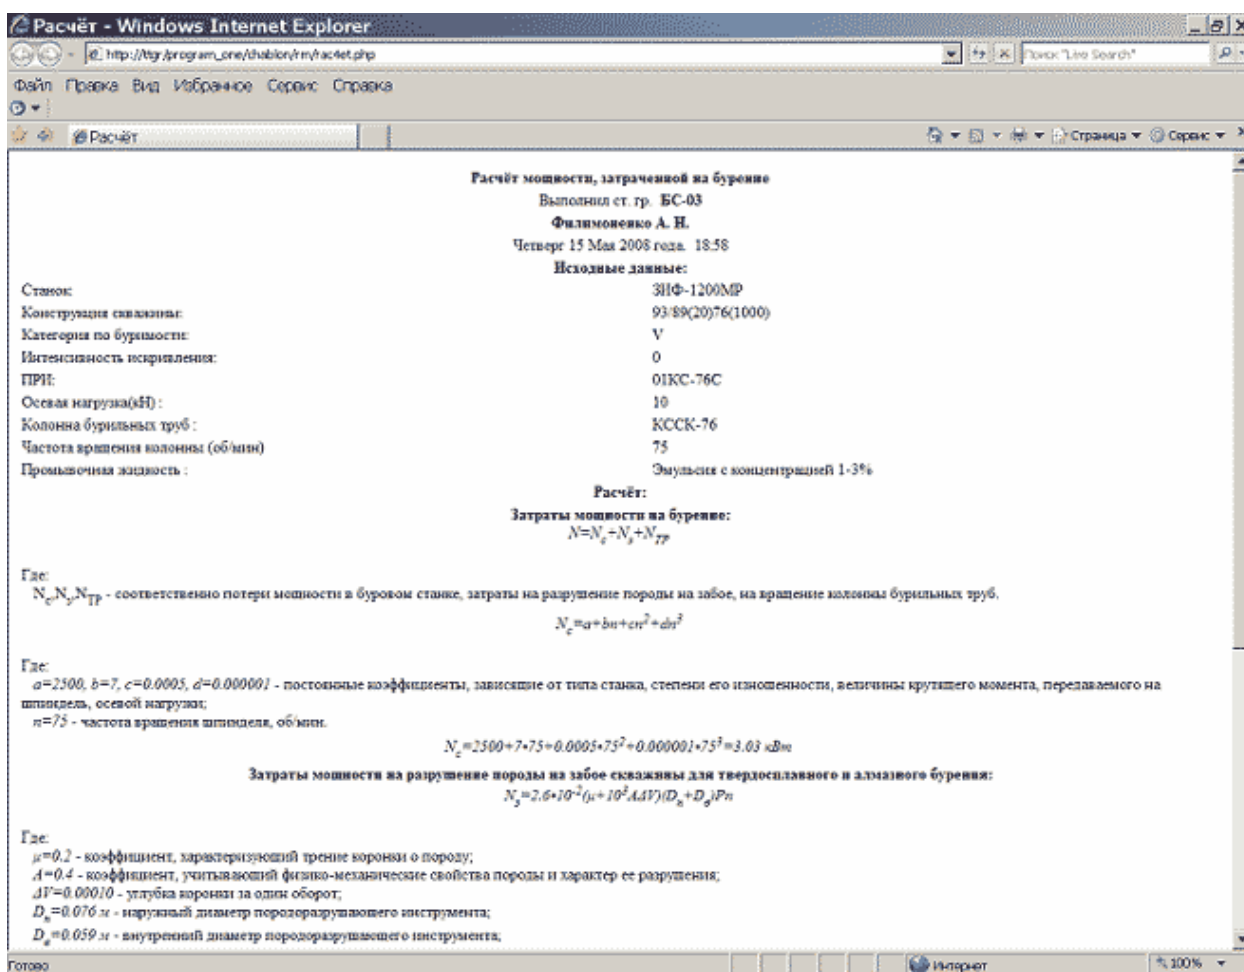 Расчёт - Windows Internet Explorer
http://ttgr/program_one/chablon/rm/rac4et.php
Поиск "Live Search"
Файл Правка Вид Избранное Сервис Справка
Расчёт
Страница
Сервис
Расчёт мощности, затраченной на бурение
Выполнил ст. гр. БС-03
Филимоненко А. Н.
Четверг 15 Мая 2008 года. 18:58
Исходные данные:
Станок: ЗИФ-1200МР
Конструкция скважины: 93/89(20)76(1000)
Категория по буримости: V
Интенсивность искривления: 0
ПРИ: 01КС-76С
Осевая нагрузка(кН) : 10
Колонна бурильных труб : КССК-76
Частота вращения колонны (об/мин) 75
Промывочная жидкость : Эмульсия с концентрацией 1-3%
Расчёт:
Затраты мощности на бурение:
N=Nс+Nз+NТР
Где:
Nс,Nз,NТР - соответственно потери мощности в буровом станке, затраты на разрушение породы на забое, на вращение колонны бурильных труб.
Nс=a+bn+cn²+dn³
Где:
a=2500, b=7, c=0.0005, d=0.000001 - постоянные коэффициенты, зависящие от типа станка, степени его изношенности, величины крутящего момента, передаваемого на
шпиндель, осевой нагрузки;
n=75 - частота вращения шпинделя, об/мин.
Nс=2500+7*75+0.0005*75²+0.000001*75³=3.03 кВт
Затраты мощности на разрушение породы на забое скважины для твердосплавного и алмазного бурения:
Nз=2.6*10⁻²(μ+10³AΔV)(Dн+Dв)Pn
Где:
μ=0.2 - коэффициент, характеризующий трение коронки о породу;
A=0.4 - коэффициент, учитывающий физико-механические свойства породы и характер ее разрушения;
ΔV=0.00010 - углубка коронки за один оборот;
Dн=0.076 м - наружный диаметр породоразрушающего инструмента;
Dв=0.059 м - внутренний диаметр породоразрушающего инструмента;
Готово
Интернет
100%